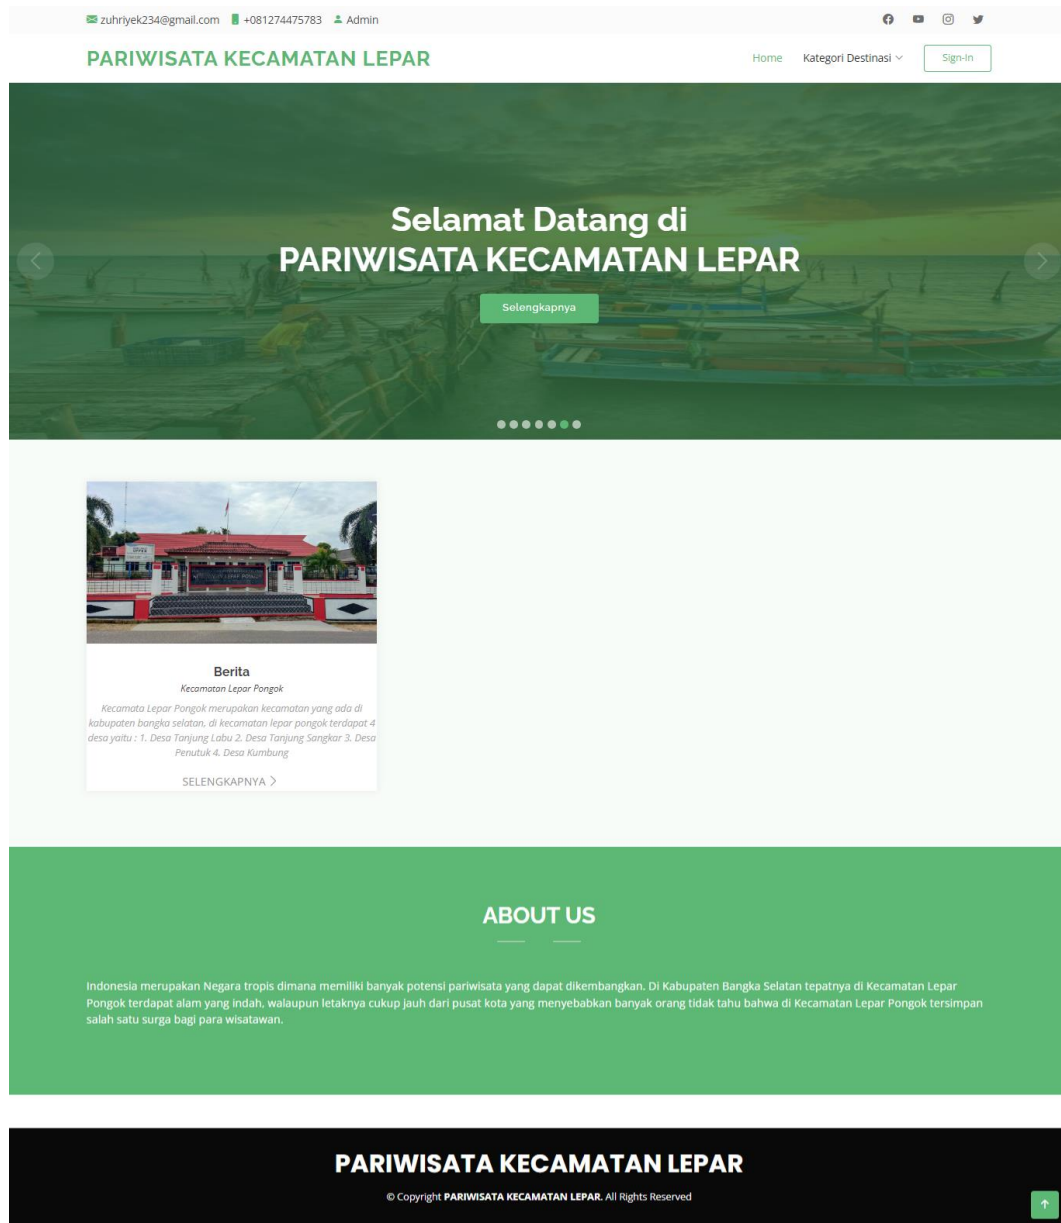 zuhriyek234@gmail.com +081274475783 Admin
PARIWISATA KECAMATAN LEPAR
Home Kategori Destinasi Sign-In
Selamat Datang di
PARIWISATA KECAMATAN LEPAR
Selengkapnya
Berita
Kecamatan Lepar Pongok
Kecamata Lepar Pongok merupakan kecamatan yang ada di
kabupaten bangka selatan, di kecamatan lepar pongok terdapat 4
desa yaitu : 1. Desa Tanjung Labu 2. Desa Tanjung Sangkar 3. Desa
Penutuk 4. Desa Kumbung
SELENGKAPNYA
ABOUT US
Indonesia merupakan Negara tropis dimana memiliki banyak potensi pariwisata yang dapat dikembangkan. Di Kabupaten Bangka Selatan tepatnya di Kecamatan Lepar
Pongok terdapat alam yang indah, walaupun letaknya cukup jauh dari pusat kota yang menyebabkan banyak orang tidak tahu bahwa di Kecamatan Lepar Pongok tersimpan
salah satu surga bagi para wisatawan.
PARIWISATA KECAMATAN LEPAR
© Copyright PARIWISATA KECAMATAN LEPAR. All Rights Reserved